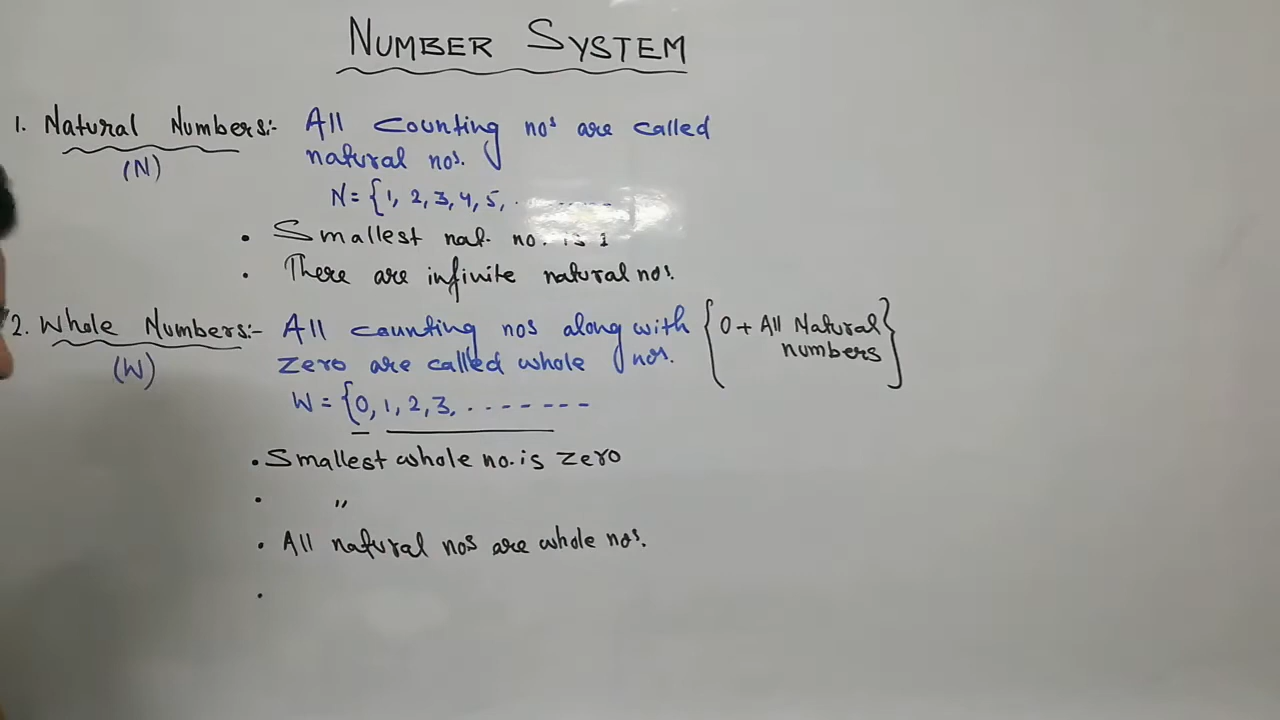 NUMBER SYSTEM
1. Natural Numbers:- All counting nos are called
(N) natural nos.
N = {1, 2, 3, 4, 5, ..........
• Smallest nat. no. is 1
• There are infinite natural nos.
2. Whole Numbers:- All counting nos along with {0 + All Natural
zero are called whole nos. numbers}
(W)
W = {0, 1, 2, 3, ........
• Smallest whole no. is zero
• "
• All natural nos are whole nos.
•